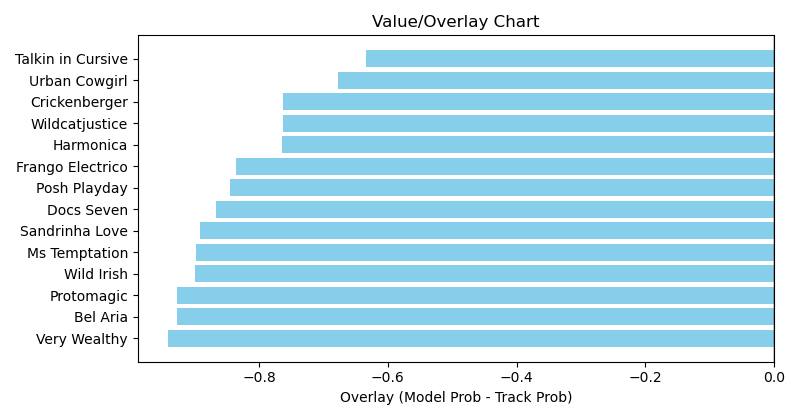 Value/Overlay Chart
Talkin in Cursive
Urban Cowgirl
Crickenberger
Wildcatjustice
Harmonica
Frango Electrico
Posh Playday
Docs Seven
Sandrinha Love
Ms Temptation
Wild Irish
Protomagic
Bel Aria
Very Wealthy
−0.8 −0.6 −0.4 −0.2 0.0
Overlay (Model Prob - Track Prob)